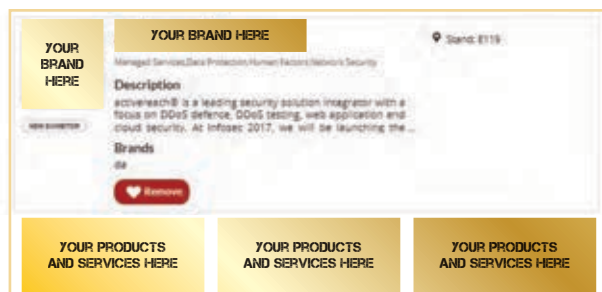 YOUR
BRAND
HERE
YOUR BRAND HERE
Stand: E119
Managed Services,Data Protection,Human Factors,Network Security
Description
activereach® is a leading security solution integrator with a
focus on DDoS defence, DDoS testing, web application and
cloud security. At Infosec 2017, we will be launching the ...
NEW EXHIBITOR
Brands
da
Remove
YOUR PRODUCTS
AND SERVICES HERE
YOUR PRODUCTS
AND SERVICES HERE
YOUR PRODUCTS
AND SERVICES HERE